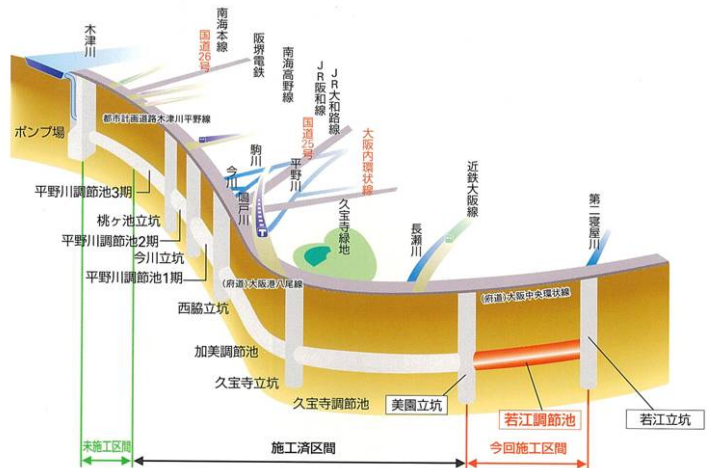 木津川
南海本線
国道26号
阪堺電鉄
南海高野線
JR阪和線
JR大和路線
国道25号
大阪内環状線
駒川
今川
鳴戸川
平野川
久宝寺緑地
長瀬川
近鉄大阪線
第二寝屋川
都市計画道路木津川平野線
ポンプ場
平野川調節池3期
桃ヶ池立坑
平野川調節池2期
今川立坑
平野川調節池1期
(府道)大阪港八尾線
(府道)大阪中央環状線
西脇立坑
加美調節池
久宝寺立坑
久宝寺調節池
美園立坑
若江調節池
若江立坑
未施工区間
施工済区間
今回施工区間